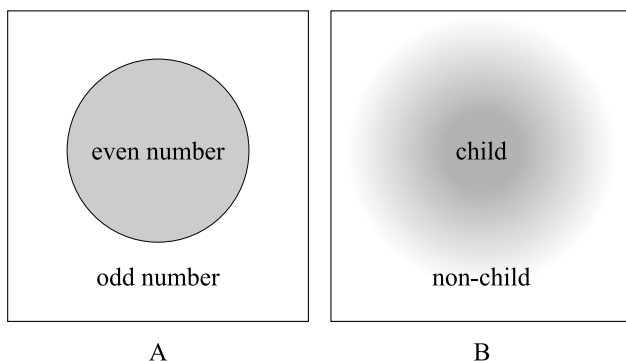 even number
odd number
A
child
non-child
B